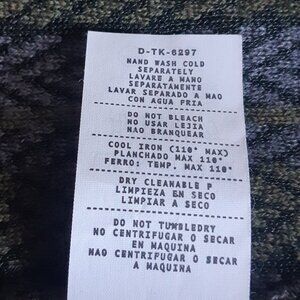 D-TK-6297
HAND WASH COLD
SEPARATELY
LAVARE A MANO
SEPARATAMENTE
LAVAR SEPARADO A MAO
CON AGUA FRIA
DO NOT BLEACH
NO USAR LEJIA
NAO BRANQUEAR
COOL IRON (110° MAX)
PLANCHADO MAX 110°
FERRO: TEMP. MAX 110°
DRY CLEANABLE P
LIMPIEZA EN SECO
LIMPIAR A SECO
DO NOT TUMBLEDRY
NO CENTRIFUGAR O SECAR
EN MAQUINA
NAO CENTRIFUGAR O SECAR
A MAQUINA